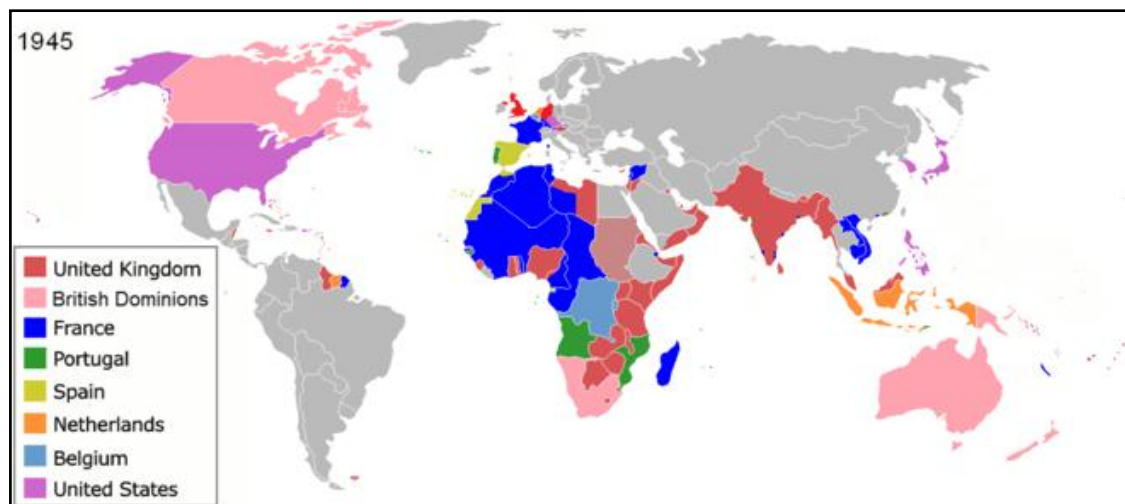 1945
United Kingdom
British Dominions
France
Portugal
Spain
Netherlands
Belgium
United States